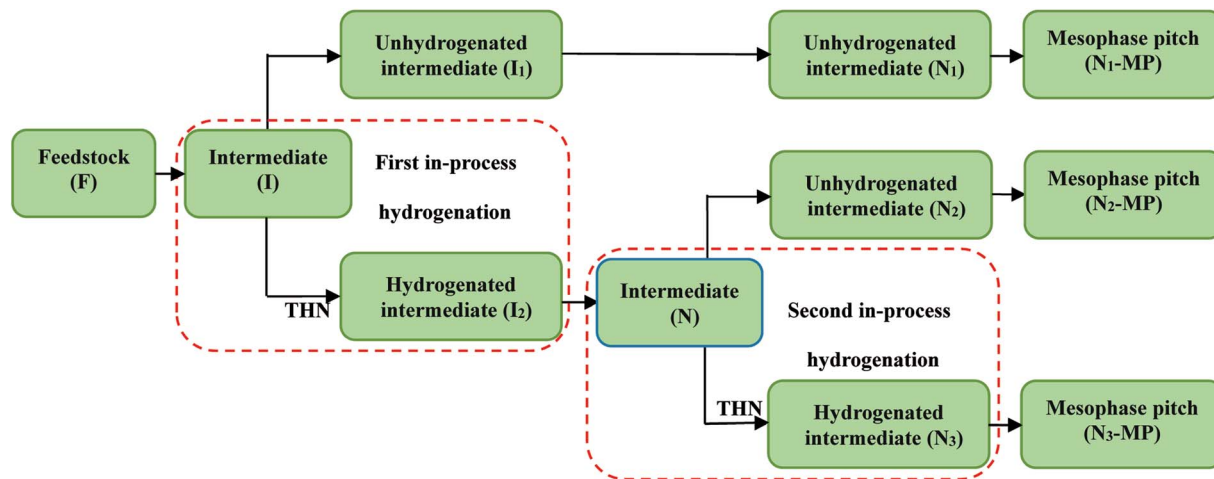 Unhydrogenated
intermediate (I₁)
Unhydrogenated
intermediate (N₁)
Mesophase pitch
(N₁-MP)
Feedstock
(F)
Intermediate
(I)
First in-process
hydrogenation
Unhydrogenated
intermediate (N₂)
Mesophase pitch
(N₂-MP)
THN
Hydrogenated
intermediate (I₂)
Intermediate
(N)
Second in-process
hydrogenation
THN
Hydrogenated
intermediate (N₃)
Mesophase pitch
(N₃-MP)